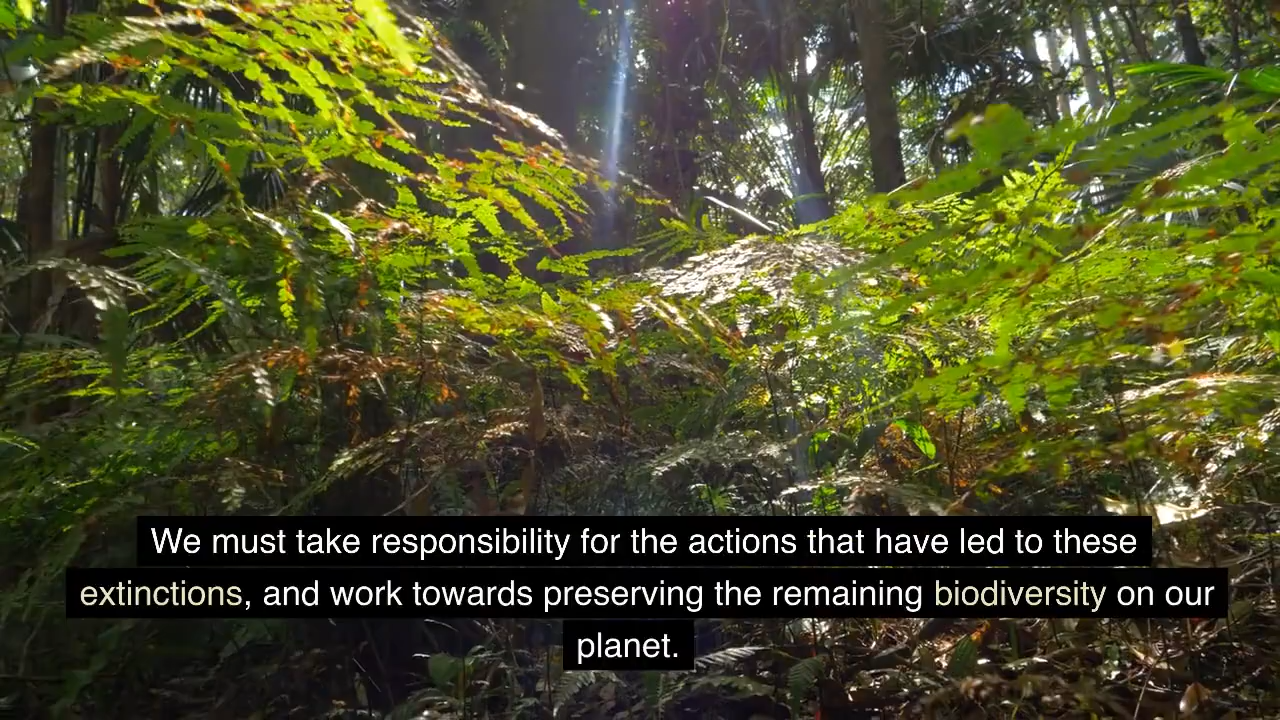 We must take responsibility for the actions that have led to these
extinctions, and work towards preserving the remaining biodiversity on our
planet.